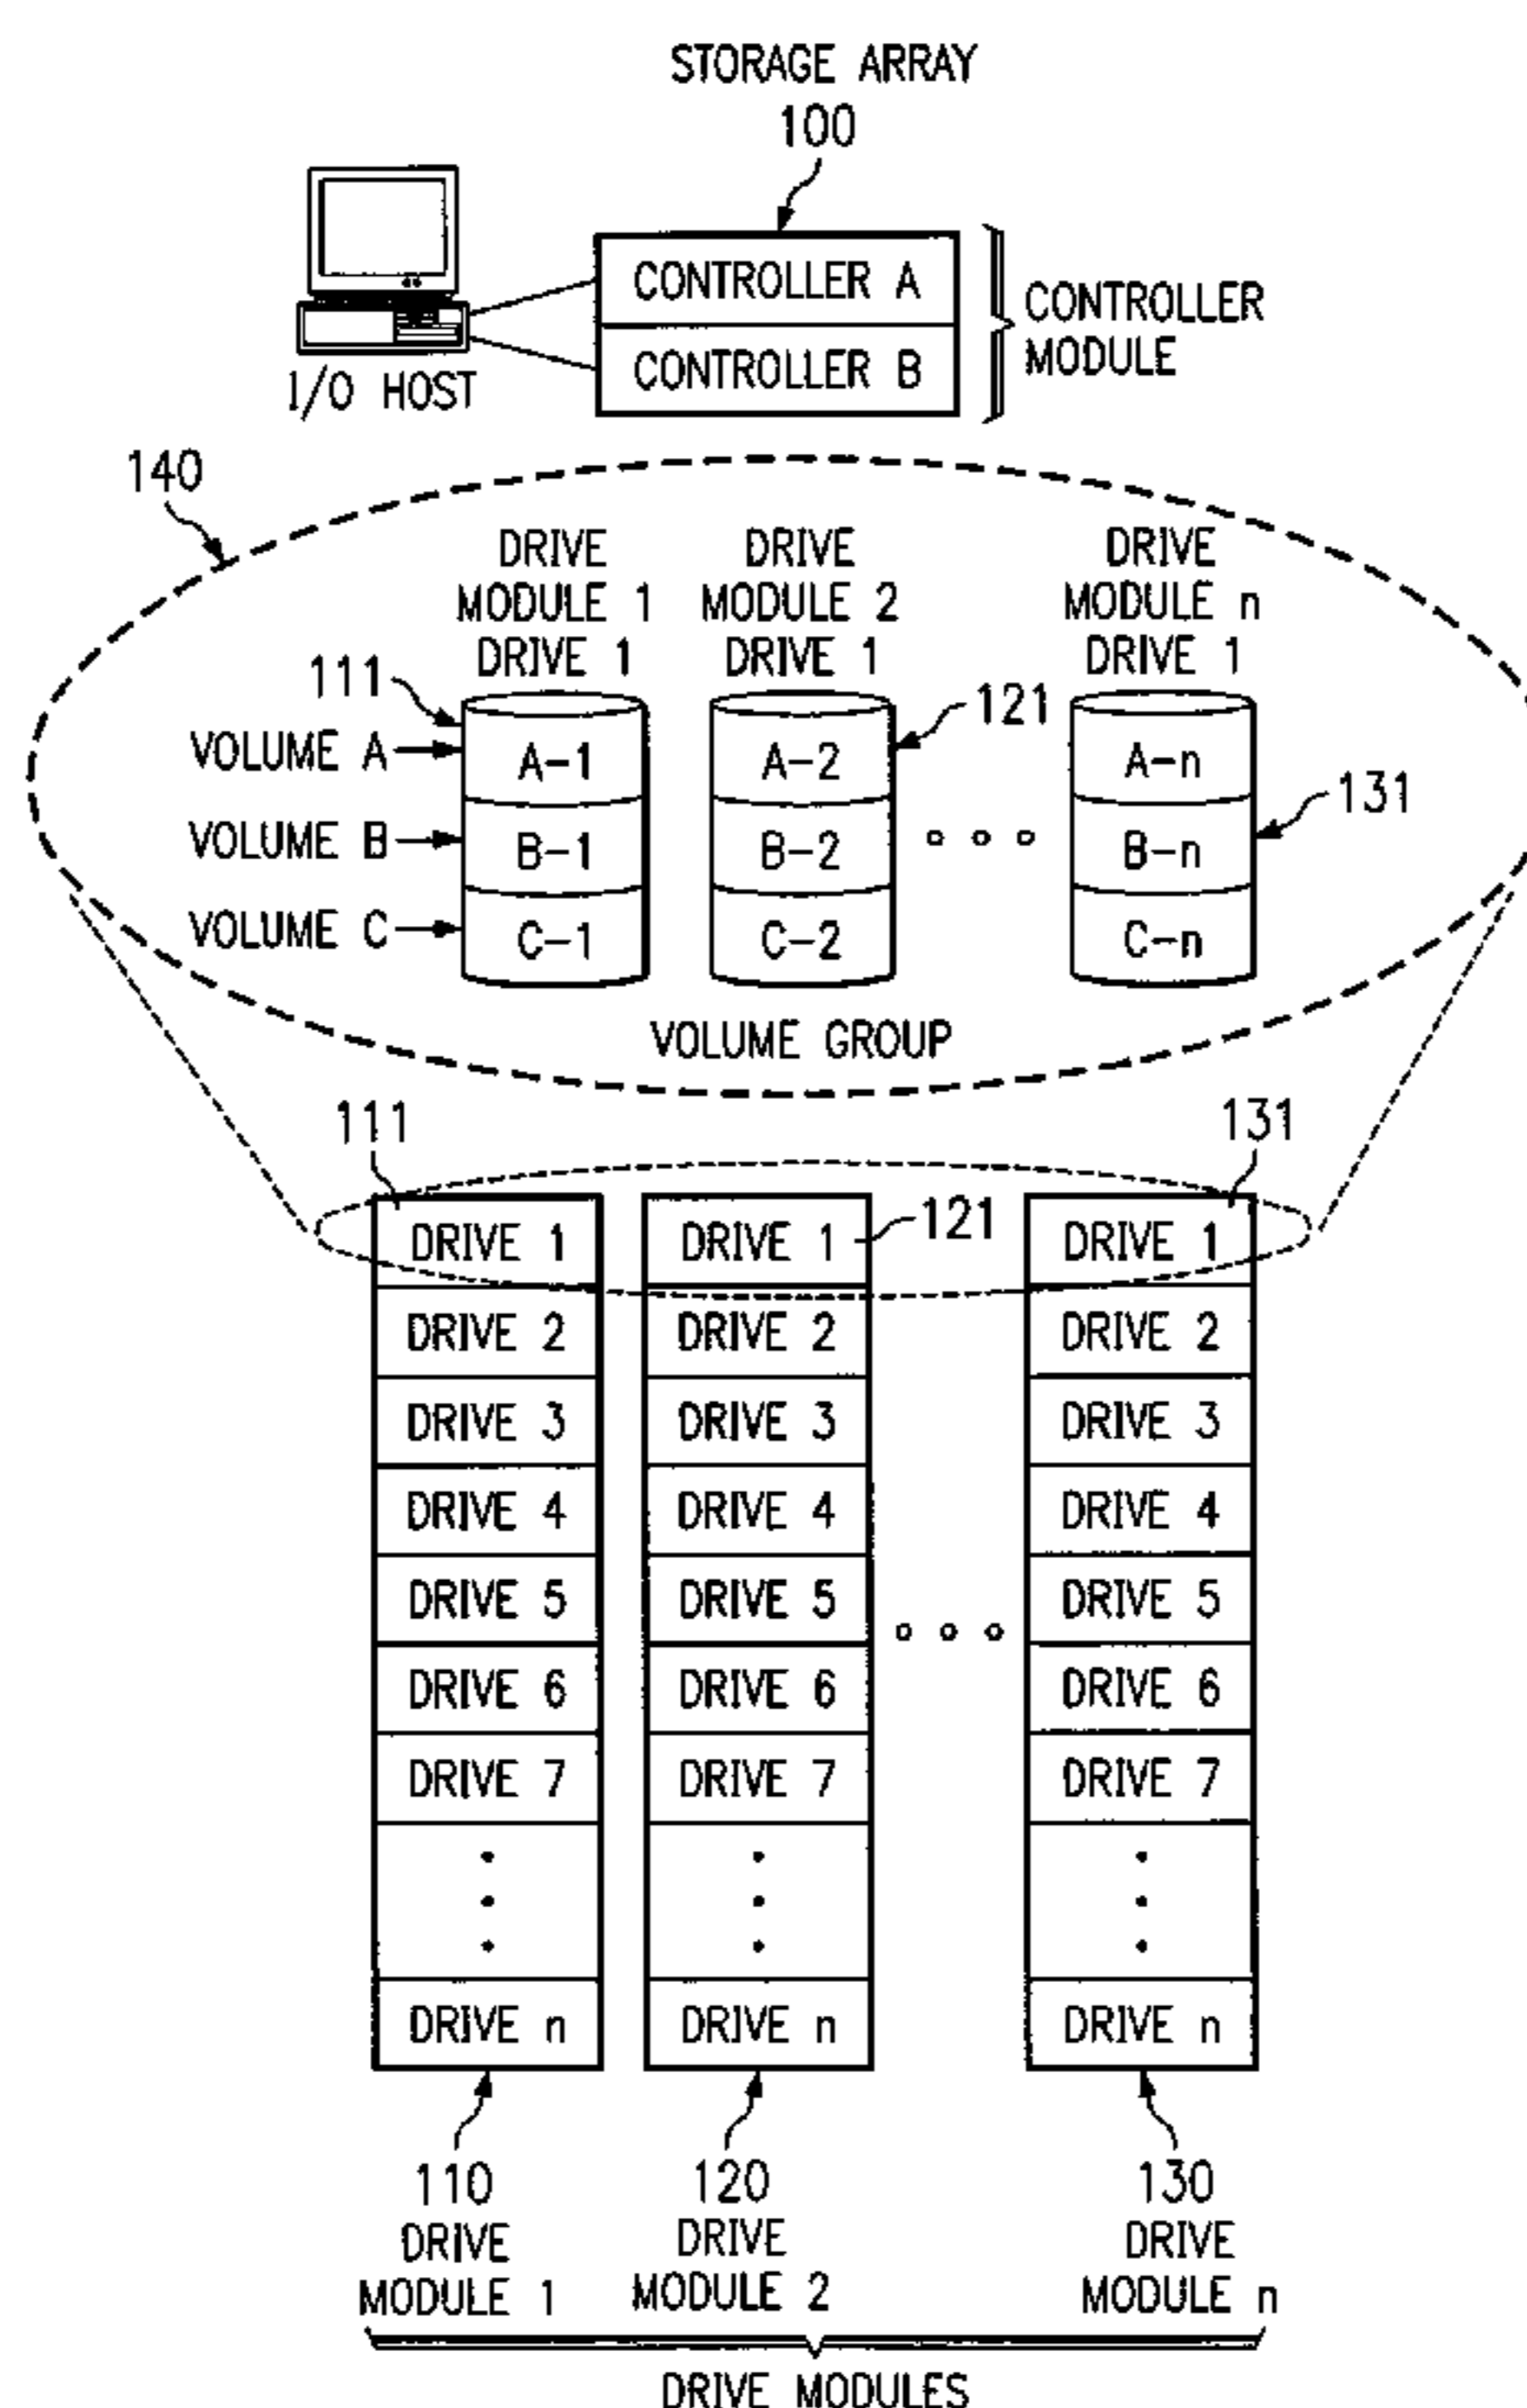 STORAGE ARRAY
100
CONTROLLER A
CONTROLLER B
CONTROLLER
MODULE
I/O HOST
140
DRIVE
MODULE 1
DRIVE 1
DRIVE
MODULE 2
DRIVE 1
DRIVE
MODULE n
DRIVE 1
111
121
131
VOLUME A
A-1
A-2
A-n
VOLUME B
B-1
B-2
B-n
VOLUME C
C-1
C-2
C-n
VOLUME GROUP
111
131
121
DRIVE 1
DRIVE 2
DRIVE 3
DRIVE 4
DRIVE 5
DRIVE 6
DRIVE 7
DRIVE n
DRIVE 1
DRIVE 2
DRIVE 3
DRIVE 4
DRIVE 5
DRIVE 6
DRIVE 7
DRIVE n
DRIVE 1
DRIVE 2
DRIVE 3
DRIVE 4
DRIVE 5
DRIVE 6
DRIVE 7
DRIVE n
110
DRIVE
MODULE 1
120
DRIVE
MODULE 2
130
DRIVE
MODULE n
DRIVE MODULES